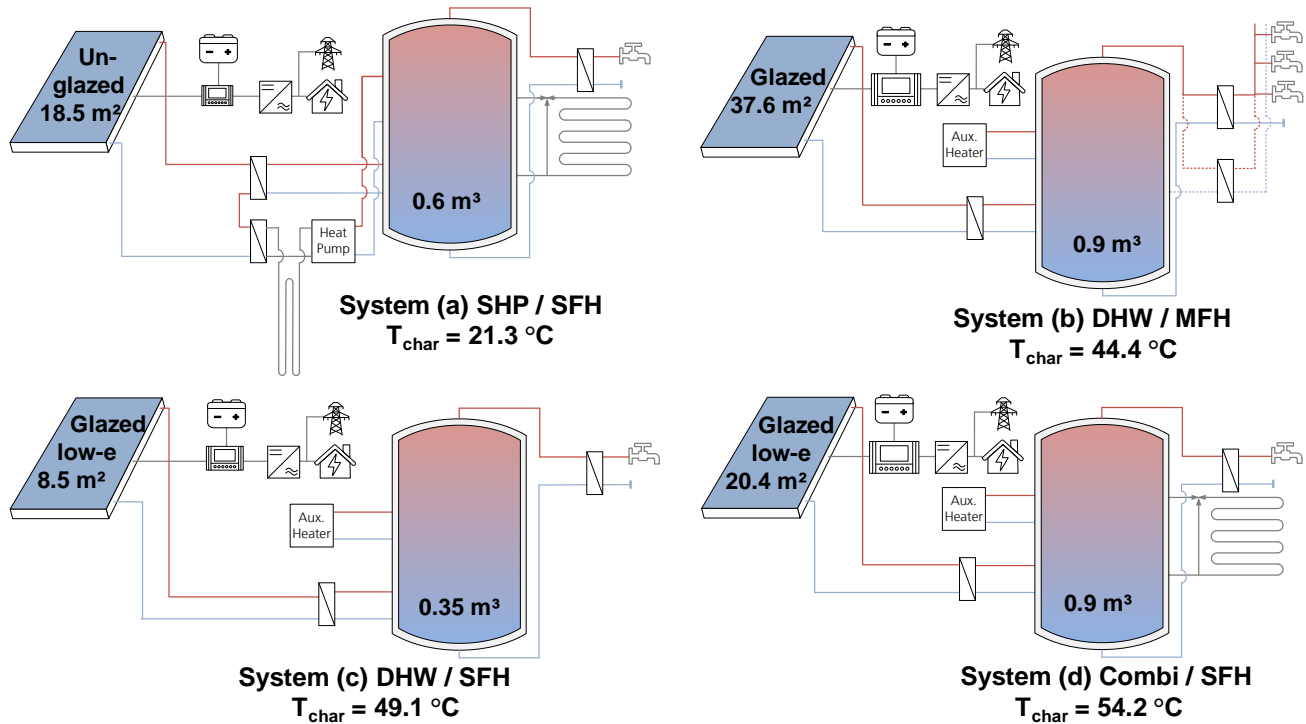 Un-
glazed
18.5 m²
0.6 m³
Heat
Pump
System (a) SHP / SFH
T_char = 21.3 °C
Glazed
37.6 m²
Aux.
Heater
0.9 m³
System (b) DHW / MFH
T_char = 44.4 °C
Glazed
low-e
8.5 m²
Aux.
Heater
0.35 m³
System (c) DHW / SFH
T_char = 49.1 °C
Glazed
low-e
20.4 m²
Aux.
Heater
0.9 m³
System (d) Combi / SFH
T_char = 54.2 °C